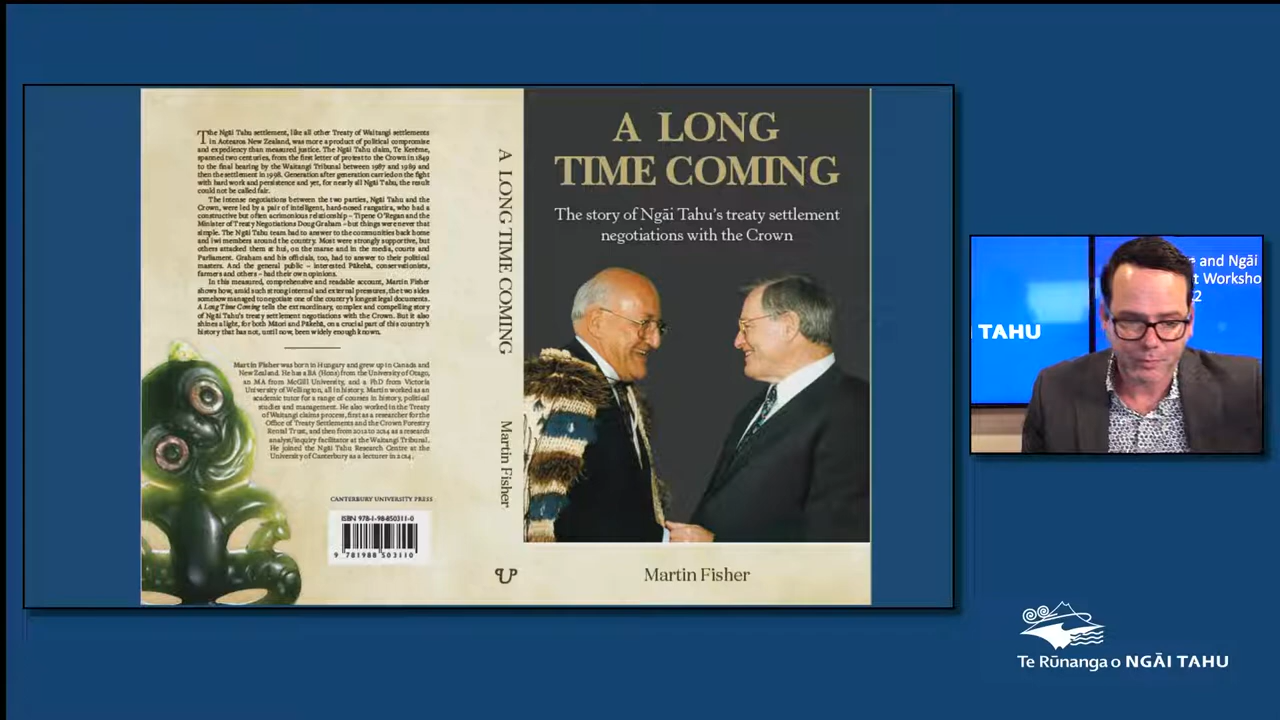 The Ngāi Tahu settlement, like all other Treaty of Waitangi settlements
in Aotearoa New Zealand, was more a product of political compromise
and expediency than measured justice. The Ngāi Tahu claim, Te Kerēme,
spanned two centuries, from the first letter of protest to the Crown in 1849
to the final hearing by the Waitangi Tribunal between 1987 and 1989 and
then the settlement in 1998. Generation after generation carried on the fight
with hard work and persistence and yet, for nearly all Ngāi Tahu, the result
could not be called fair.
The intense negotiations between the two parties, Ngāi Tahu and the
Crown, were led by a pair of intelligent, hard-nosed rangatira, who had a
constructive but often acrimonious relationship – Tipene O'Regan and the
Minister of Treaty Negotiations Doug Graham – but things were never that
simple. The Ngāi Tahu team had to answer to the communities back home
and iwi members around the country. Most were strongly supportive, but
others attacked them at hui, on the marae and in the media, courts and
Parliament. Graham and his officials, too, had to answer to their political
masters. And the general public – interested Pākehā, conservationists,
farmers and others – had their own opinions.
In this measured, comprehensive and readable account, Martin Fisher
shows how, amid such strong internal and external pressures, the two sides
somehow managed to negotiate one of the country's longest legal documents.
A Long Time Coming tells the extraordinary, complex and compelling story
of Ngāi Tahu's treaty settlement negotiations with the Crown. But it also
shines a light, for both Māori and Pākehā, on a crucial part of this country's
history that has not, until now, been widely enough known.
Martin Fisher was born in Hungary and grew up in Canada and
New Zealand. He has a BA (Hons) from the University of Otago,
an MA from McGill University, and a PhD from Victoria
University of Wellington, all in history. Martin worked as an
academic tutor for a range of courses in history, political
studies and management. He also worked in the Treaty
of Waitangi claims process, first as a researcher for the
Office of Treaty Settlements and the Crown Forestry
Rental Trust, and then from 2012 to 2014 as a research
analyst/inquiry facilitator at the Waitangi Tribunal.
He joined the Ngāi Tahu Research Centre at the
University of Canterbury as a lecturer in 2014.
CANTERBURY UNIVERSITY PRESS
ISBN 978-1-98-850311-0
9 781988 503110
A LONG TIME COMING
Martin Fisher
A LONG
TIME COMING
The story of Ngāi Tahu's treaty settlement
negotiations with the Crown
Martin Fisher
TAHU
and Ngāi
t Worksho
2
Te Rūnanga o NGĀI TAHU